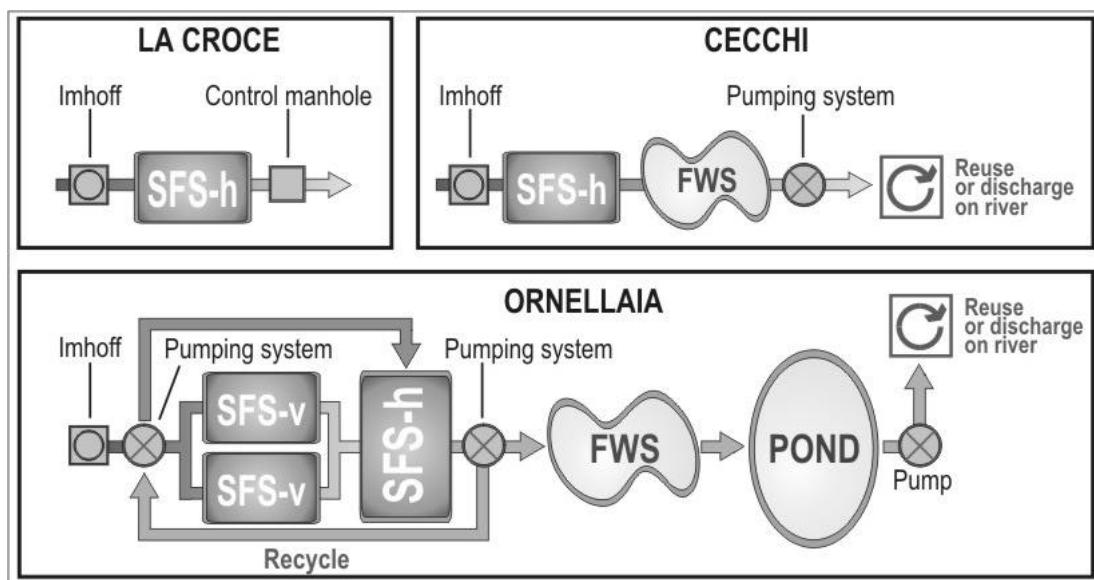 LA CROCE
Imhoff
Control manhole
SFS-h
CECCHI
Imhoff
Pumping system
SFS-h
FWS
Reuse
or discharge
on river
ORNELLAIA
Imhoff
Pumping system
Pumping system
Reuse
or discharge
on river
SFS-v
SFS-v
SFS-h
FWS
POND
Pump
Recycle